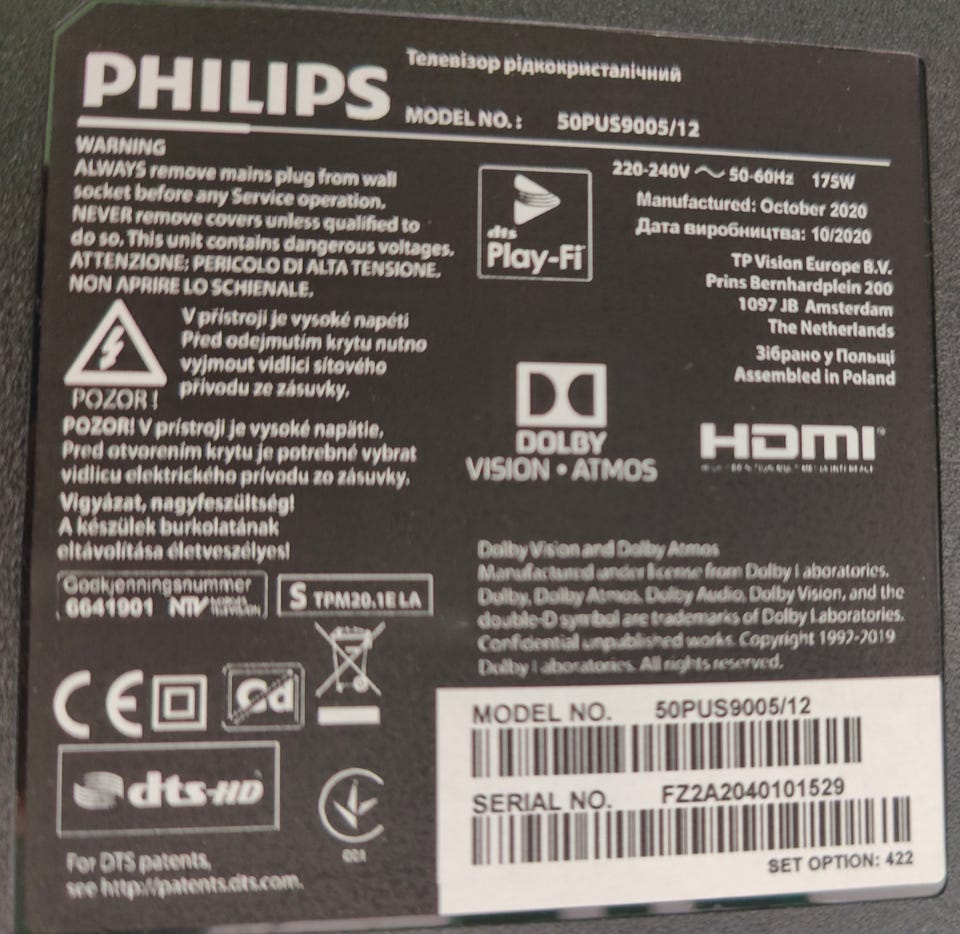 PHILIPS
Телевізор рідкокристалічний
MODEL NO. : 50PUS9005/12
WARNING
ALWAYS remove mains plug from wall
socket before any Service operation,
NEVER remove covers unless qualified to
do so. This unit contains dangerous voltages.
ATTENZIONE: PERICOLO DI ALTA TENSIONE,
NON APRIRE LO SCHIENALE,
V přístroji je vysoké napětí
Před odejmutím krytu nutno
vyjmout vidlici síťového
přívodu ze zásuvky.
POZOR!
POZOR! V prístroji je vysoké napätie,
Pred otvorením krytu je potrebné vybrat
vidlicu elektrického prívodu zo zásuvky,
Vigyázat, nagyfeszültség!
A készülek burkolatának
eltávolítása életveszélyes!
Godkjenningsnummer
0641901 NTV
S TPM20.1E LA
CE
Cd
dts-HD
001
For DTS patents,
see http://patents.dts.com.
dts
Play-Fi
220-240V ~ 50-60Hz 175W
Manufactured: October 2020
Дата виробництва: 10/2020
TP Vision Europe B.V.
Prins Bernhardplein 200
1097 JB Amsterdam
The Netherlands
Зібрано у Польщі
Assembled in Poland
DOLBY
VISION • ATMOS
HDMI™
Dolby Vision and Dolby Atmos
Manufactured under license from Dolby Laboratories.
Dolby, Dolby Atmos, Dolby Audio, Dolby Vision, and the
double-D symbol are trademarks of Dolby Laboratories.
Confidential unpublished works. Copyright 1992-2019
Dolby Laboratories. All rights reserved.
MODEL NO. 50PUS9005/12
SERIAL NO. FZ2A2040101529
SET OPTION: 422